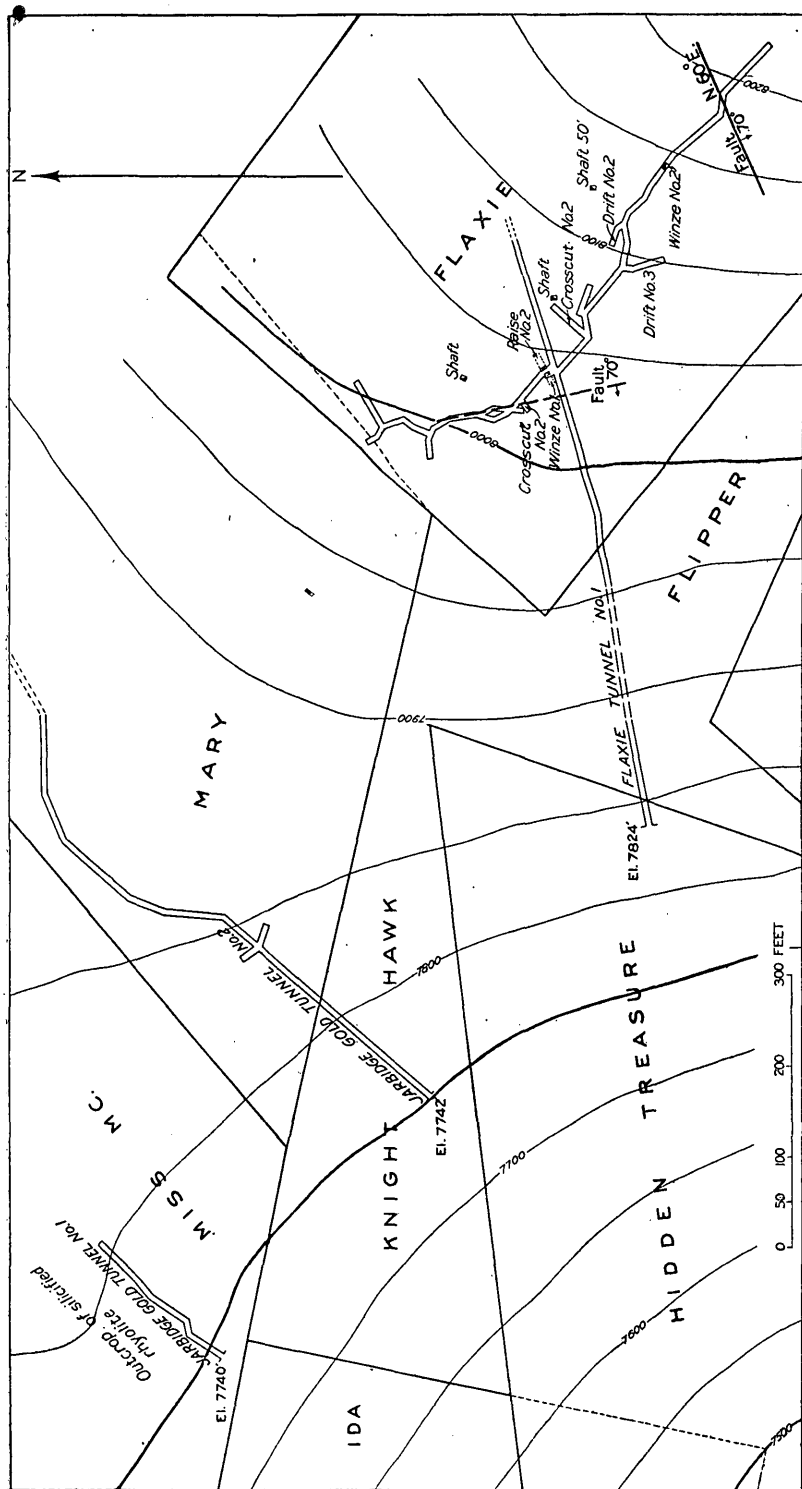 N
FLAXIE
N.60°E.
8200
Fault 70°
Shaft 50'
Drift No.2
8100
Winze No.2
Crosscut No.2
Shaft
Drift No.3
Raise No.2
Shaft
Fault 70°
Crosscut No.2
8000
FLIPPER
FLAXIE TUNNEL No.1
El. 7824'
MARY
7900
No.2
JARBIDGE GOLD TUNNEL
El. 7742'
KNIGHT HAWK
7800
HIDDEN TREASURE
7700
7600
7500
MISS MC.
JARBIDGE GOLD TUNNEL No.1
El. 7740'
Outcrop of silicified
rhyolite
IDA
0 50 100 200 300 FEET